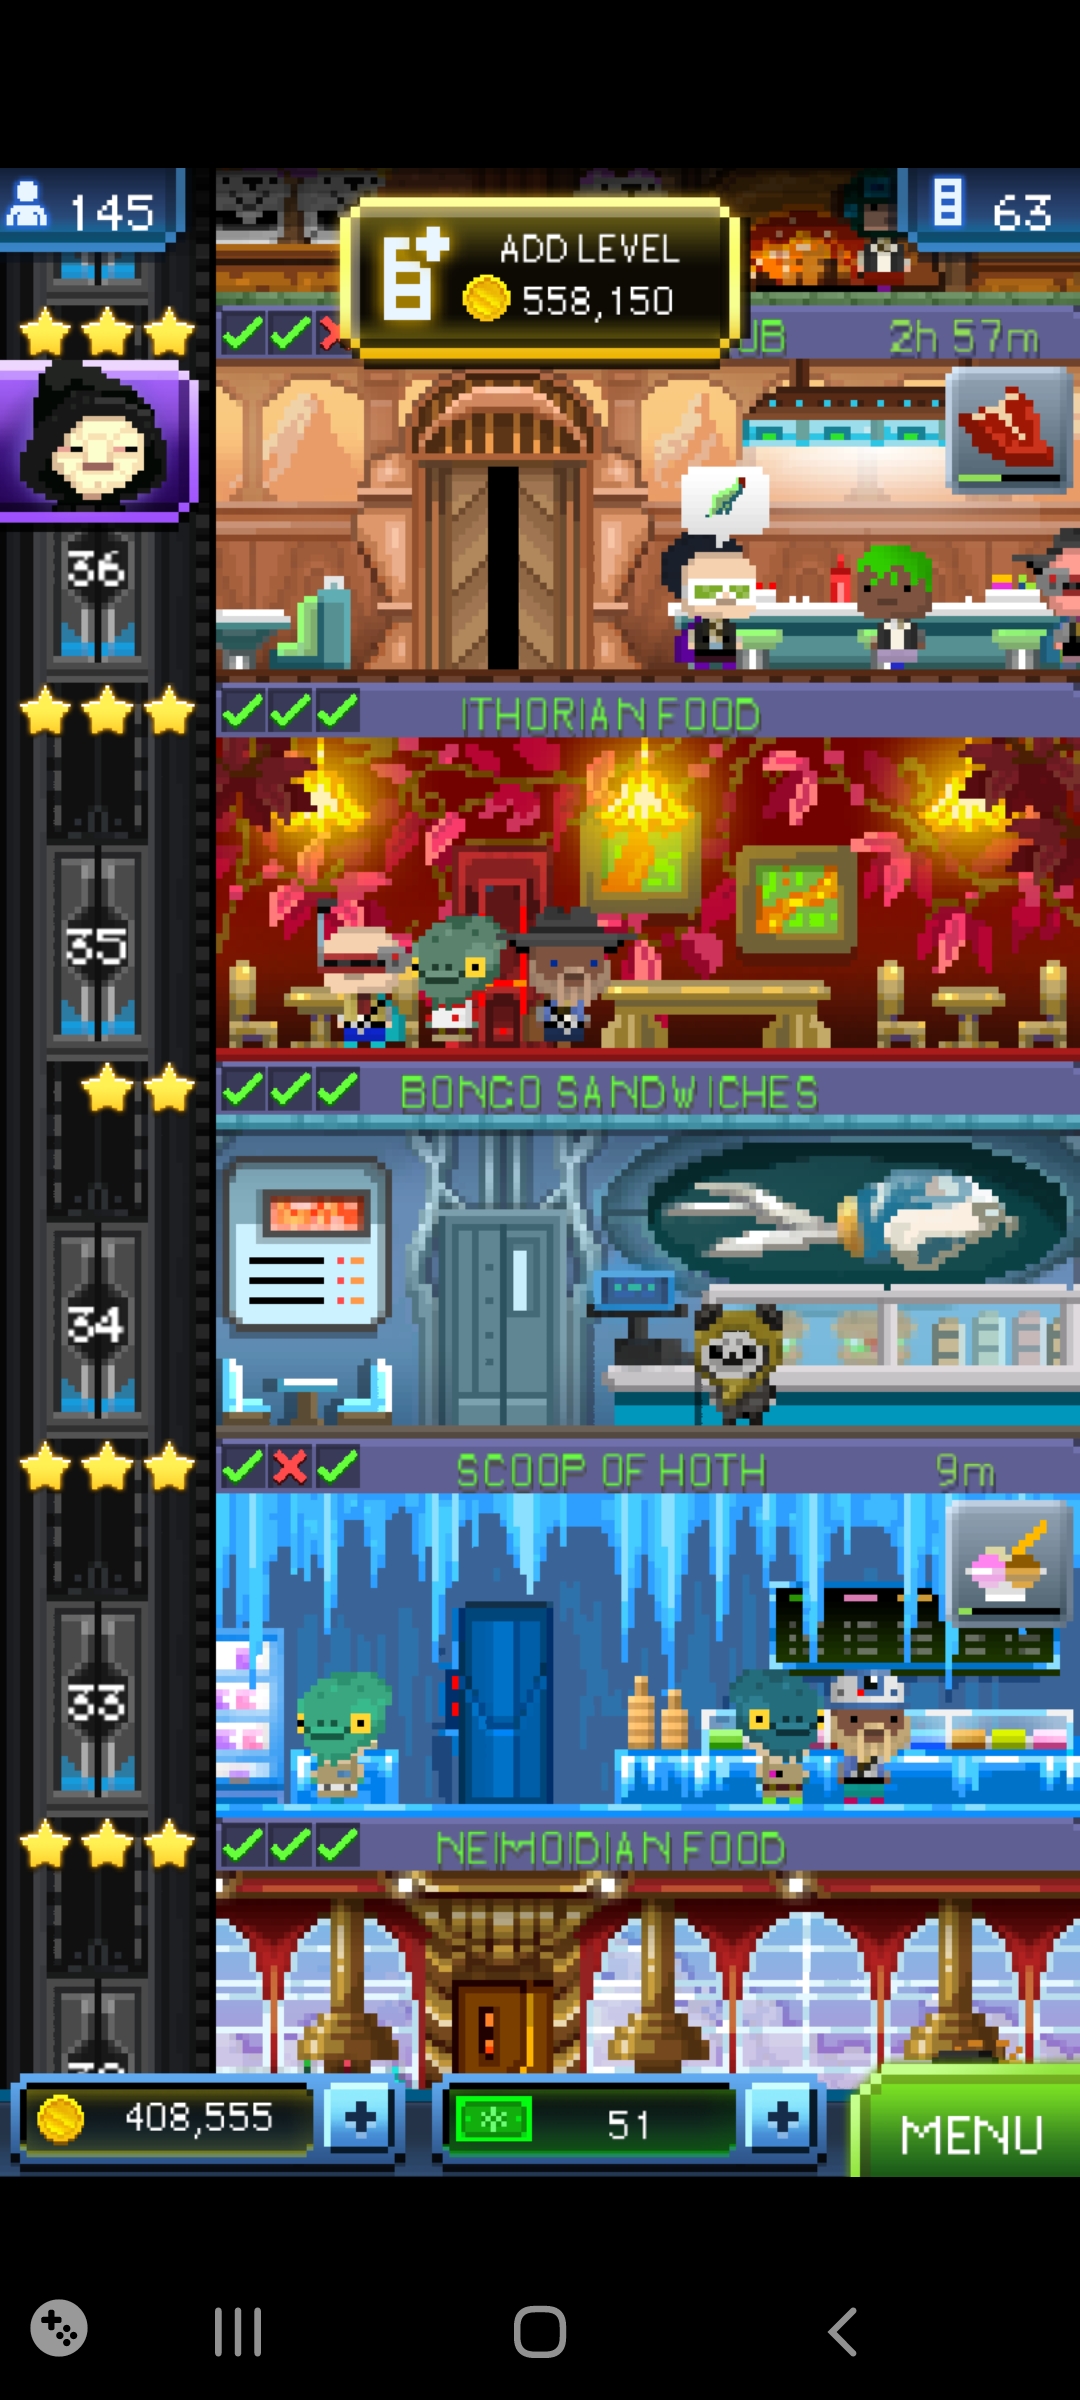 145
ADD LEVEL
558,150
63
UB
2h 57m
36
ITHORIAN FOOD
35
BONGO SANDWICHES
34
SCOOP OF HOTH
9m
33
NEIMOIDIAN FOOD
408,555
51
MENU